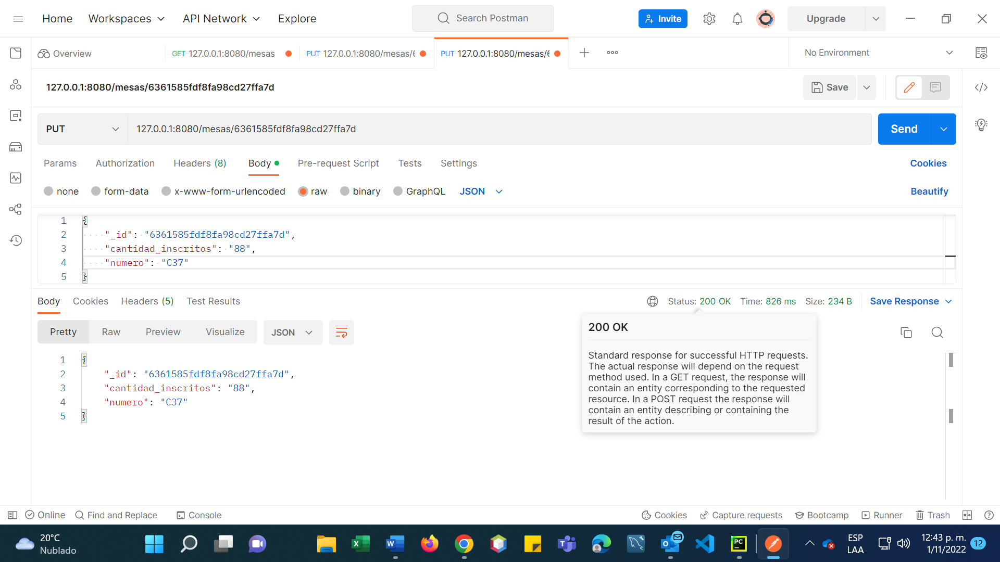 Home Workspaces API Network Explore Search Postman Invite Upgrade
Overview GET 127.0.0.1:8080/mesas PUT 127.0.0.1:8080/mesas/6 PUT 127.0.0.1:8080/mesas/6 No Environment
127.0.0.1:8080/mesas/6361585fdf8fa98cd27ffa7d Save
PUT 127.0.0.1:8080/mesas/6361585fdf8fa98cd27ffa7d Send
Params Authorization Headers (8) Body Pre-request Script Tests Settings Cookies
none form-data x-www-form-urlencoded raw binary GraphQL JSON Beautify
1 {
2 "_id": "6361585fdf8fa98cd27ffa7d",
3 "cantidad_inscritos": "88",
4 "numero": "C37"
5 }
Body Cookies Headers (5) Test Results Status: 200 OK Time: 826 ms Size: 234 B Save Response
Pretty Raw Preview Visualize JSON
1 {
2 "_id": "6361585fdf8fa98cd27ffa7d",
3 "cantidad_inscritos": "88",
4 "numero": "C37"
5 }
200 OK
Standard response for successful HTTP requests.
The actual response will depend on the request
method used. In a GET request, the response will
contain an entity corresponding to the requested
resource. In a POST request the response will
contain an entity describing or containing the
result of the action.
Online Find and Replace Console Cookies Capture requests Bootcamp Runner Trash
20°C
Nublado
ESP
LAA
12:43 p. m.
1/11/2022
12